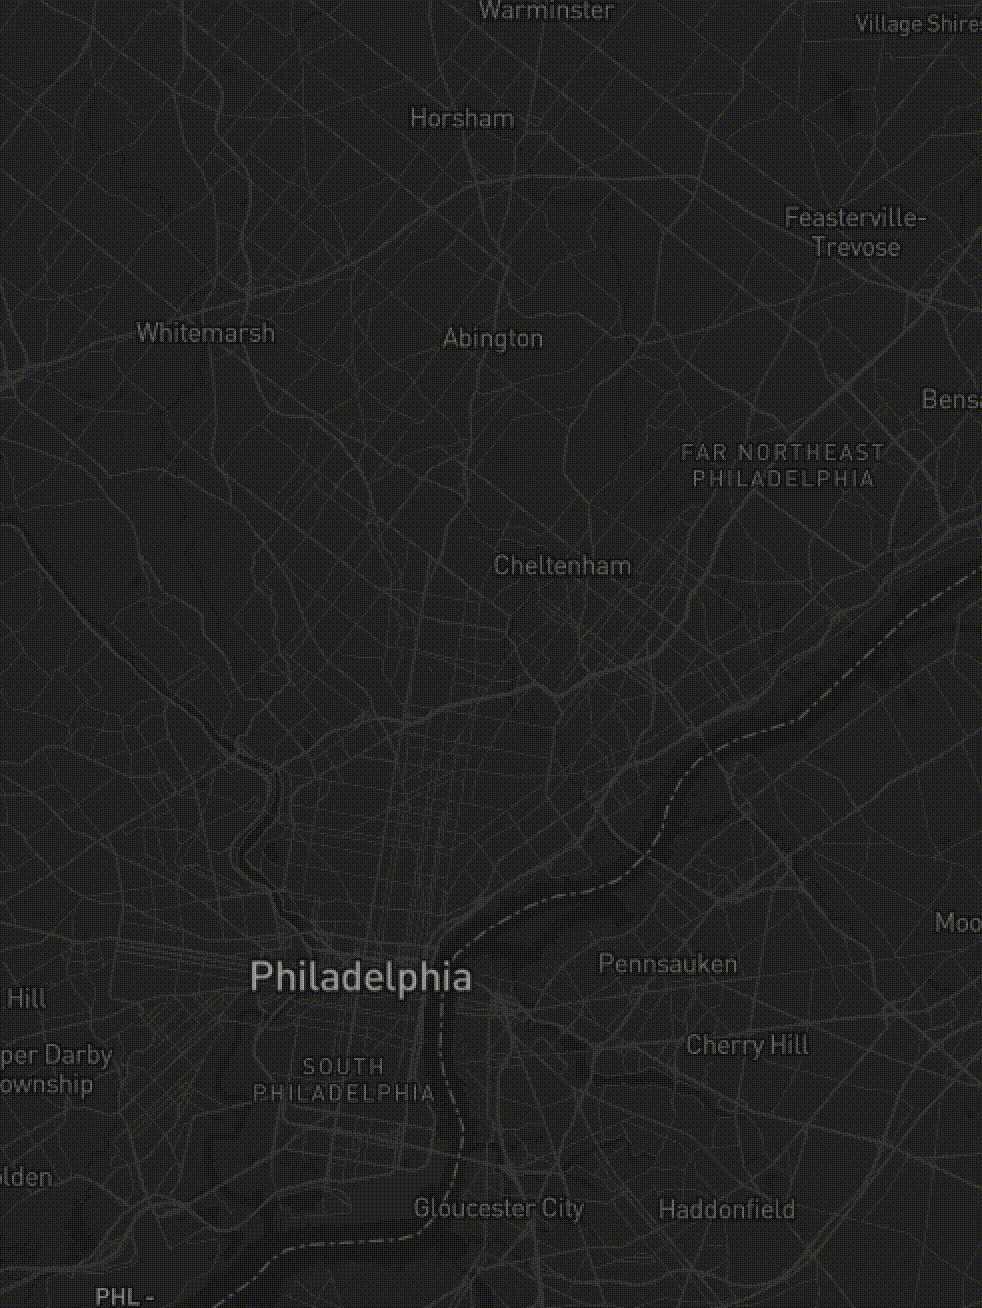 Warminster
Village Shires
Horsham
Feasterville-
Trevose
Whitemarsh
Abington
Bensa
FAR NORTHEAST
PHILADELPHIA
Cheltenham
Moo
Philadelphia
Pennsauken
Hill
Cherry Hill
per Darby
ownship
SOUTH
PHILADELPHIA
lden
Gloucester City
Haddonfield
PHL -